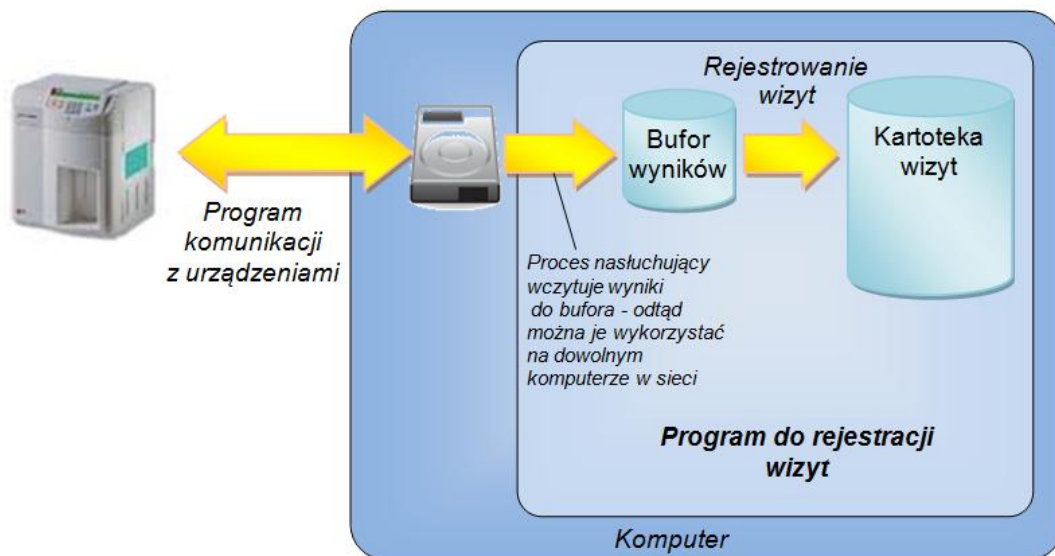 Program
komunikacji
z urządzeniami
Rejestrowanie
wizyt
Bufor
wyników
Kartoteka
wizyt
Proces nasłuchujący
wczytuje wyniki
do bufora - odtąd
można je wykorzystać
na dowolnym
komputerze w sieci
Program do rejestracji
wizyt
Komputer